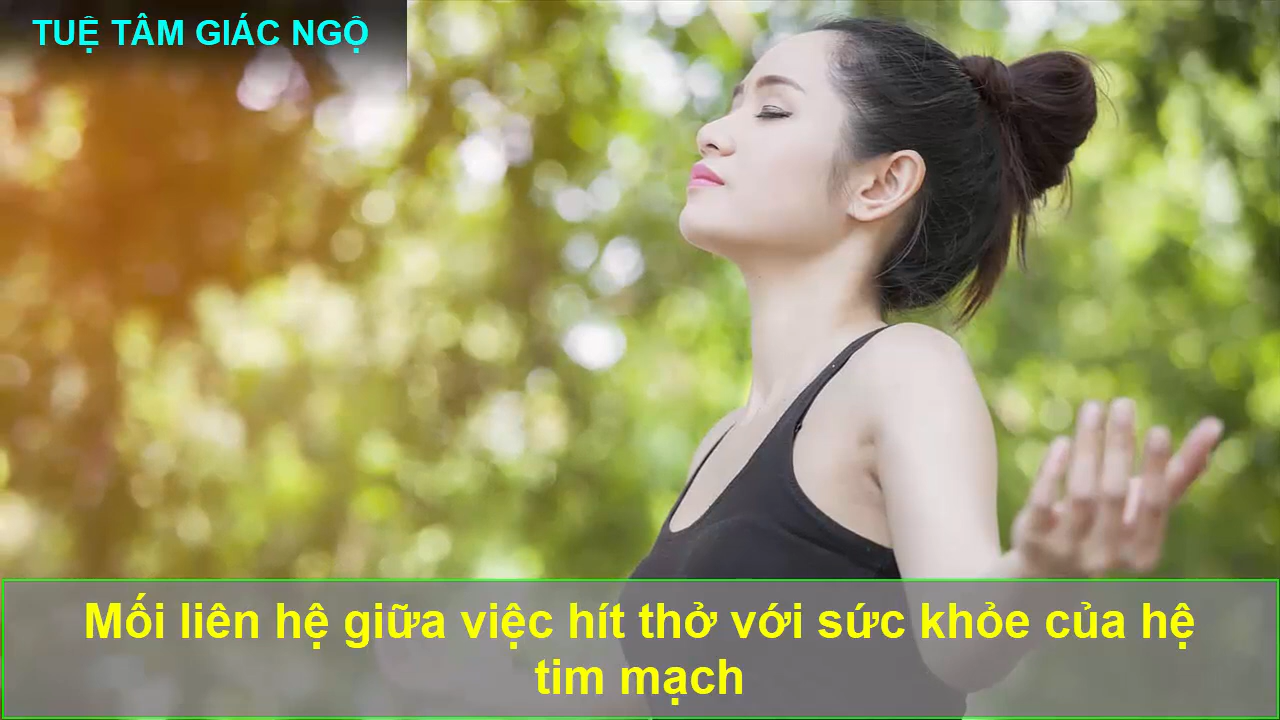 TUỆ TÂM GIÁC NGỘ
Mối liên hệ giữa việc hít thở với sức khỏe của hệ
tim mạch